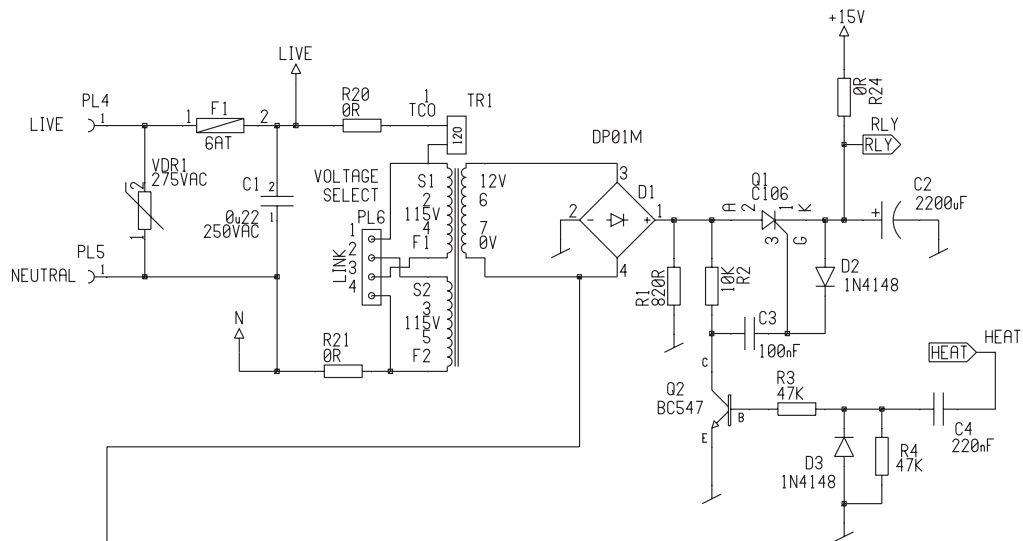 +15V
0R
R24
RLY
RLY
LIVE
PL4
LIVE
1
1
F1
2
6AT
R20
0R
1
TCO
TR1
120
DP01M
VDR1
275VAC
2
1
C1
2
0u22
250VAC
1
VOLTAGE
SELECT
PL6
1
2
3
4
LINK
S1
2
115V
4
F1
12V
6
7
0V
3
D1
2
-
+
1
4
Q1
C106
A
2
1
K
3
G
C2
2200uF
+
PL5
NEUTRAL
1
S2
3
115V
5
F2
R1
820R
10K
R2
D2
1N4148
C3
100nF
N
R21
0R
C
Q2
BC547
B
E
R3
47K
HEAT
HEAT
C4
220nF
D3
1N4148
R4
47K